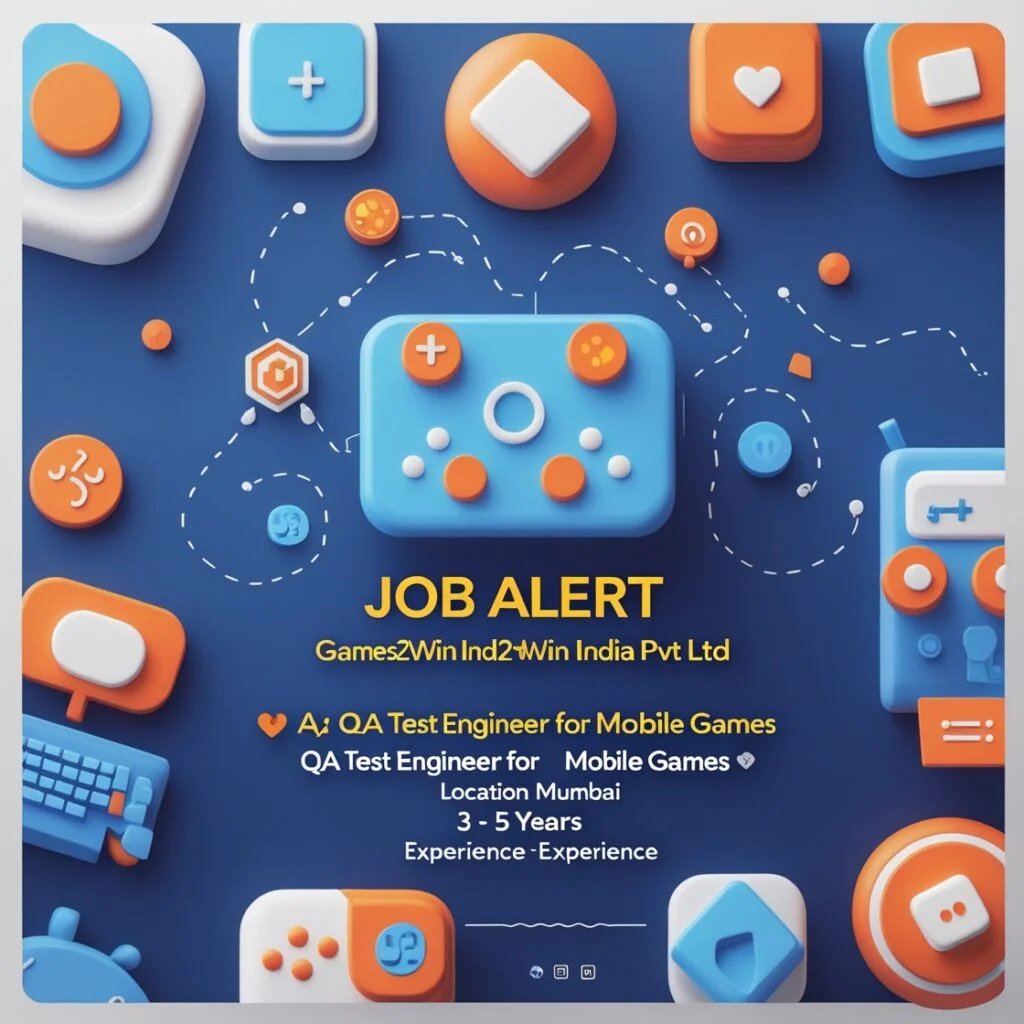 JOB ALERT
Games2Win Ind2Win India Pvt Ltd
A; QA Test Engineer for Mobile Games
QA Test Engineer for Mobile Games
Location Mumbai
3 - 5 Years
Experience - Experience